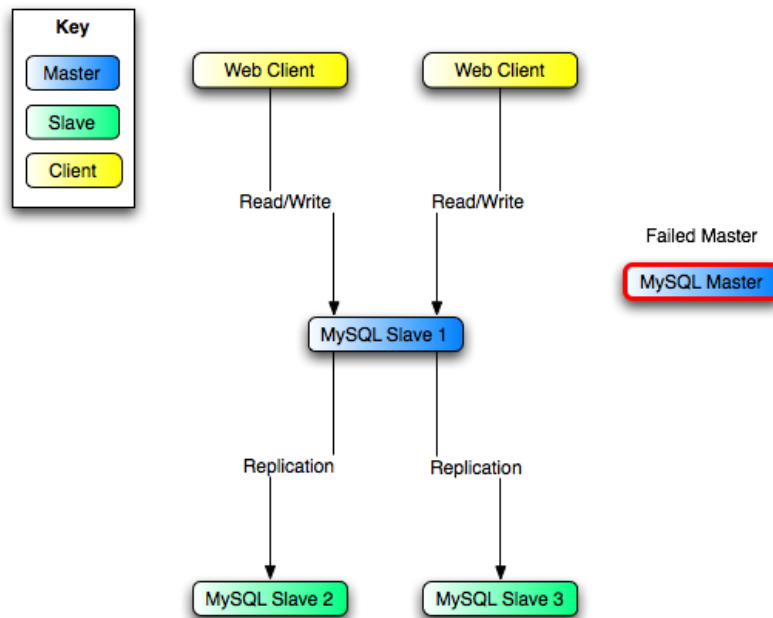 Key
Master
Slave
Client
Web Client
Web Client
Read/Write
Read/Write
Failed Master
MySQL Master
MySQL Slave 1
Replication
Replication
MySQL Slave 2
MySQL Slave 3